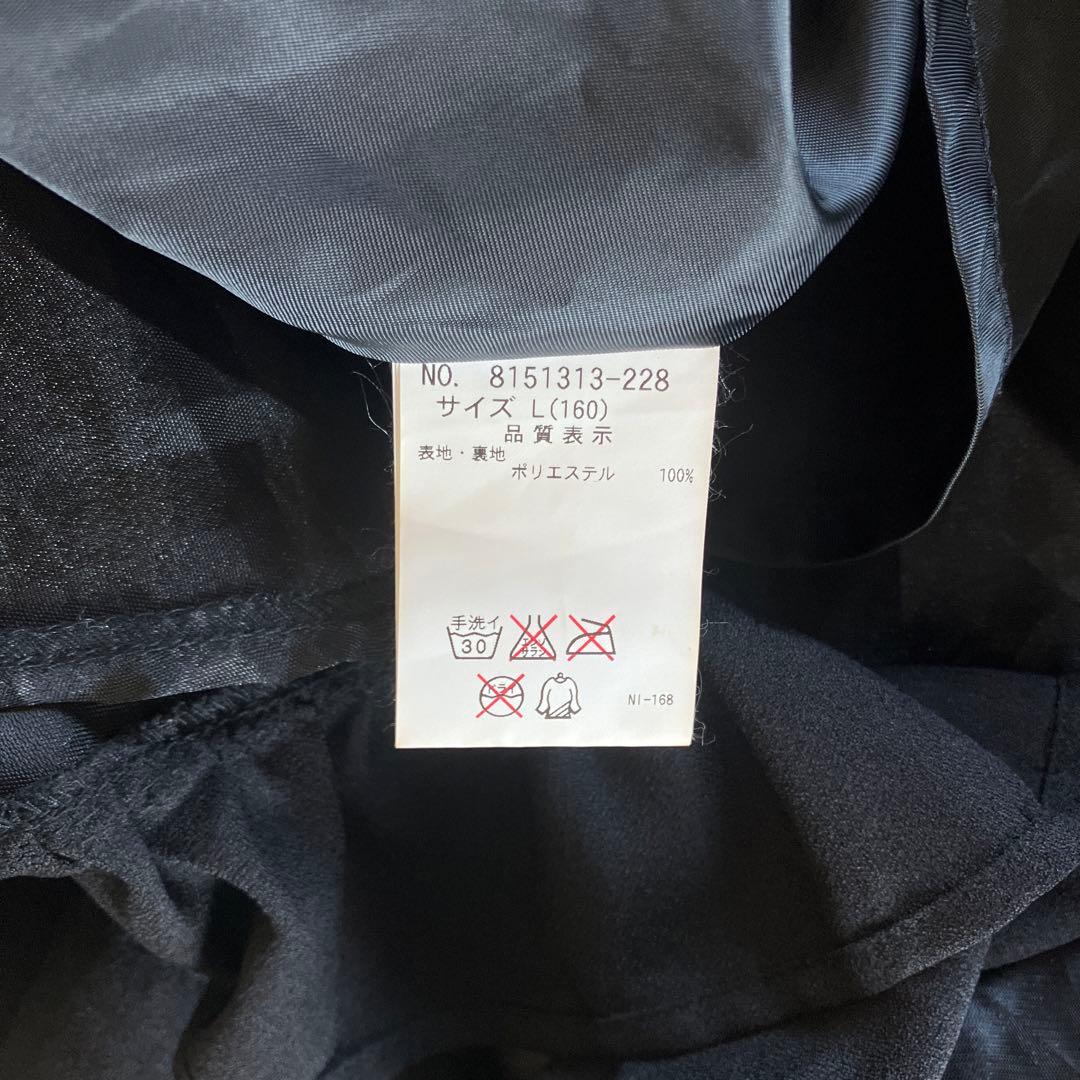 NO. 8151313-228
サイズ L(160)
品質表示
表地・裏地
ポリエステル 100%
手洗イ
30
エンソ
サラシ
ドライ
NI-168